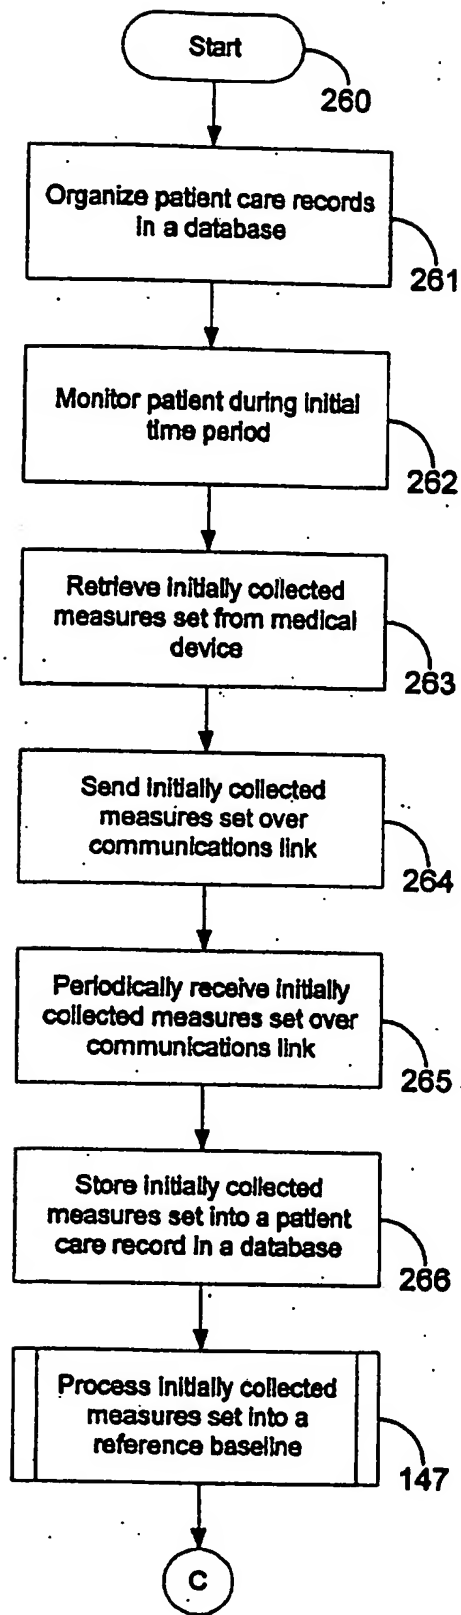 Start
260
Organize patient care records
in a database
261
Monitor patient during initial
time period
262
Retrieve initially collected
measures set from medical
device
263
Send initially collected
measures set over
communications link
264
Periodically receive initially
collected measures set over
communications link
265
Store initially collected
measures set into a patient
care record in a database
266
Process initially collected
measures set into a
reference baseline
147
C